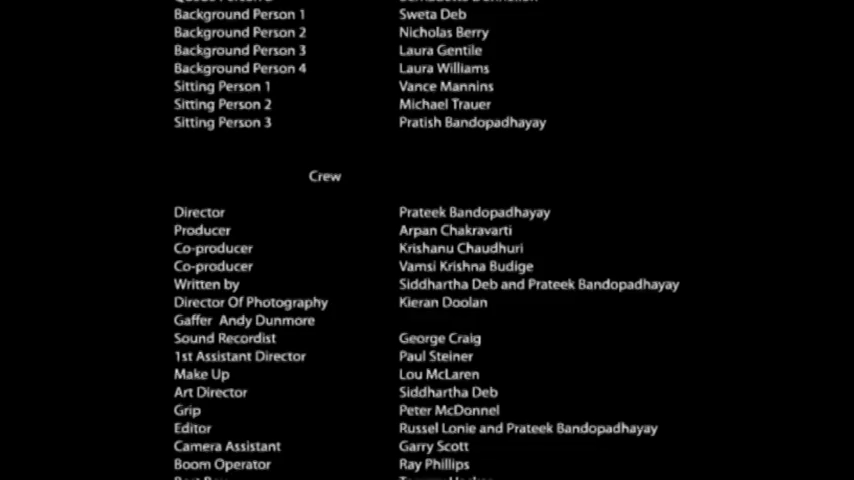 Background Person 1 Sweta Deb
Background Person 2 Nicholas Berry
Background Person 3 Laura Gentile
Background Person 4 Laura Williams
Sitting Person 1 Vance Mannins
Sitting Person 2 Michael Trauer
Sitting Person 3 Pratish Bandopadhayay
Crew
Director Prateek Bandopadhayay
Producer Arpan Chakravarti
Co-producer Krishanu Chaudhuri
Co-producer Vamsi Krishna Budige
Written by Siddhartha Deb and Prateek Bandopadhayay
Director Of Photography Kieran Doolan
Gaffer Andy Dunmore
Sound Recordist George Craig
1st Assistant Director Paul Steiner
Make Up Lou McLaren
Art Director Siddhartha Deb
Grip Peter McDonnel
Editor Russel Lonie and Prateek Bandopadhayay
Camera Assistant Garry Scott
Boom Operator Ray Phillips